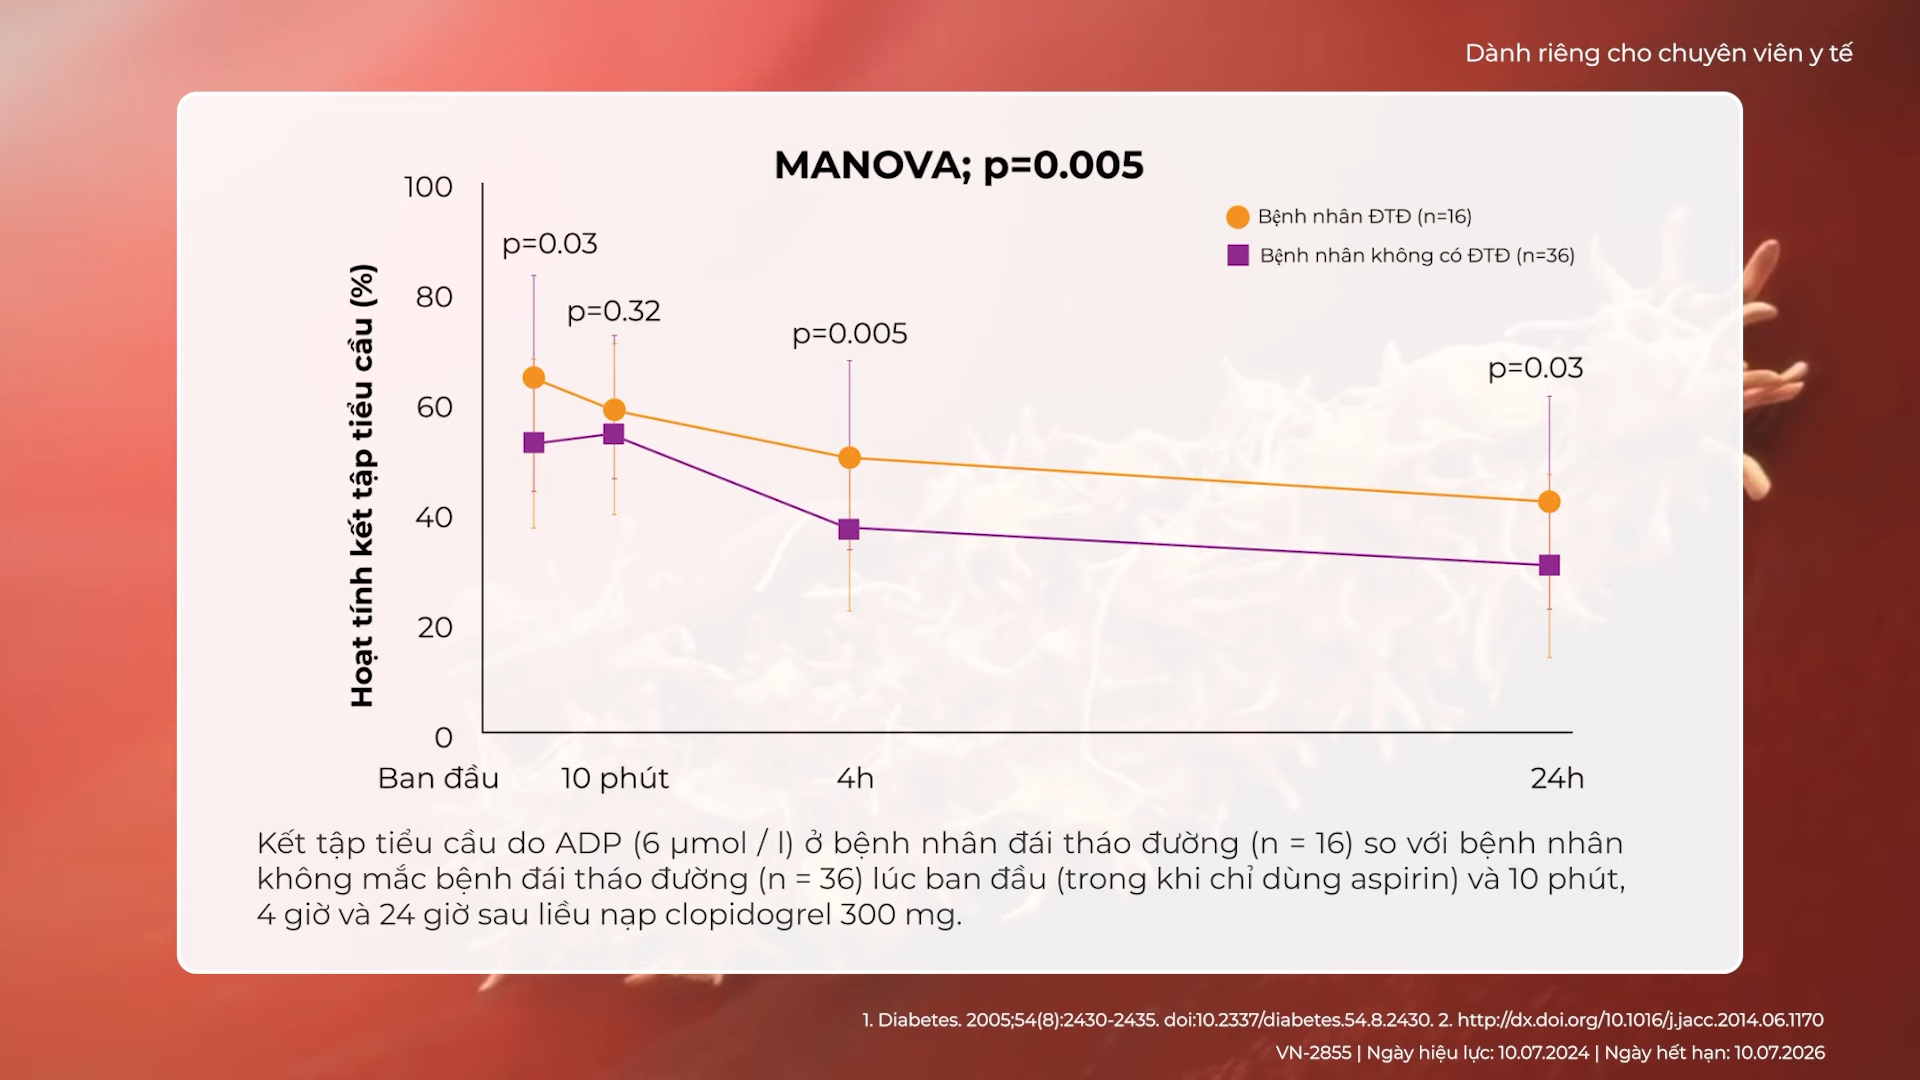 Dành riêng cho chuyên viên y tế
MANOVA; p=0.005
Bệnh nhân ĐTĐ (n=16)
Bệnh nhân không có ĐTĐ (n=36)
Hoạt tính kết tập tiểu cầu (%)
100
80
60
40
20
0
p=0.03
p=0.32
p=0.005
p=0.03
Ban đầu
10 phút
4h
24h
Kết tập tiểu cầu do ADP (6 µmol / l) ở bệnh nhân đái tháo đường (n = 16) so với bệnh nhân
không mắc bệnh đái tháo đường (n = 36) lúc ban đầu (trong khi chỉ dùng aspirin) và 10 phút,
4 giờ và 24 giờ sau liều nạp clopidogrel 300 mg.
1. Diabetes. 2005;54(8):2430-2435. doi:10.2337/diabetes.54.8.2430. 2. http://dx.doi.org/10.1016/j.jacc.2014.06.1170
VN-2855 | Ngày hiệu lực: 10.07.2024 | Ngày hết hạn: 10.07.2026